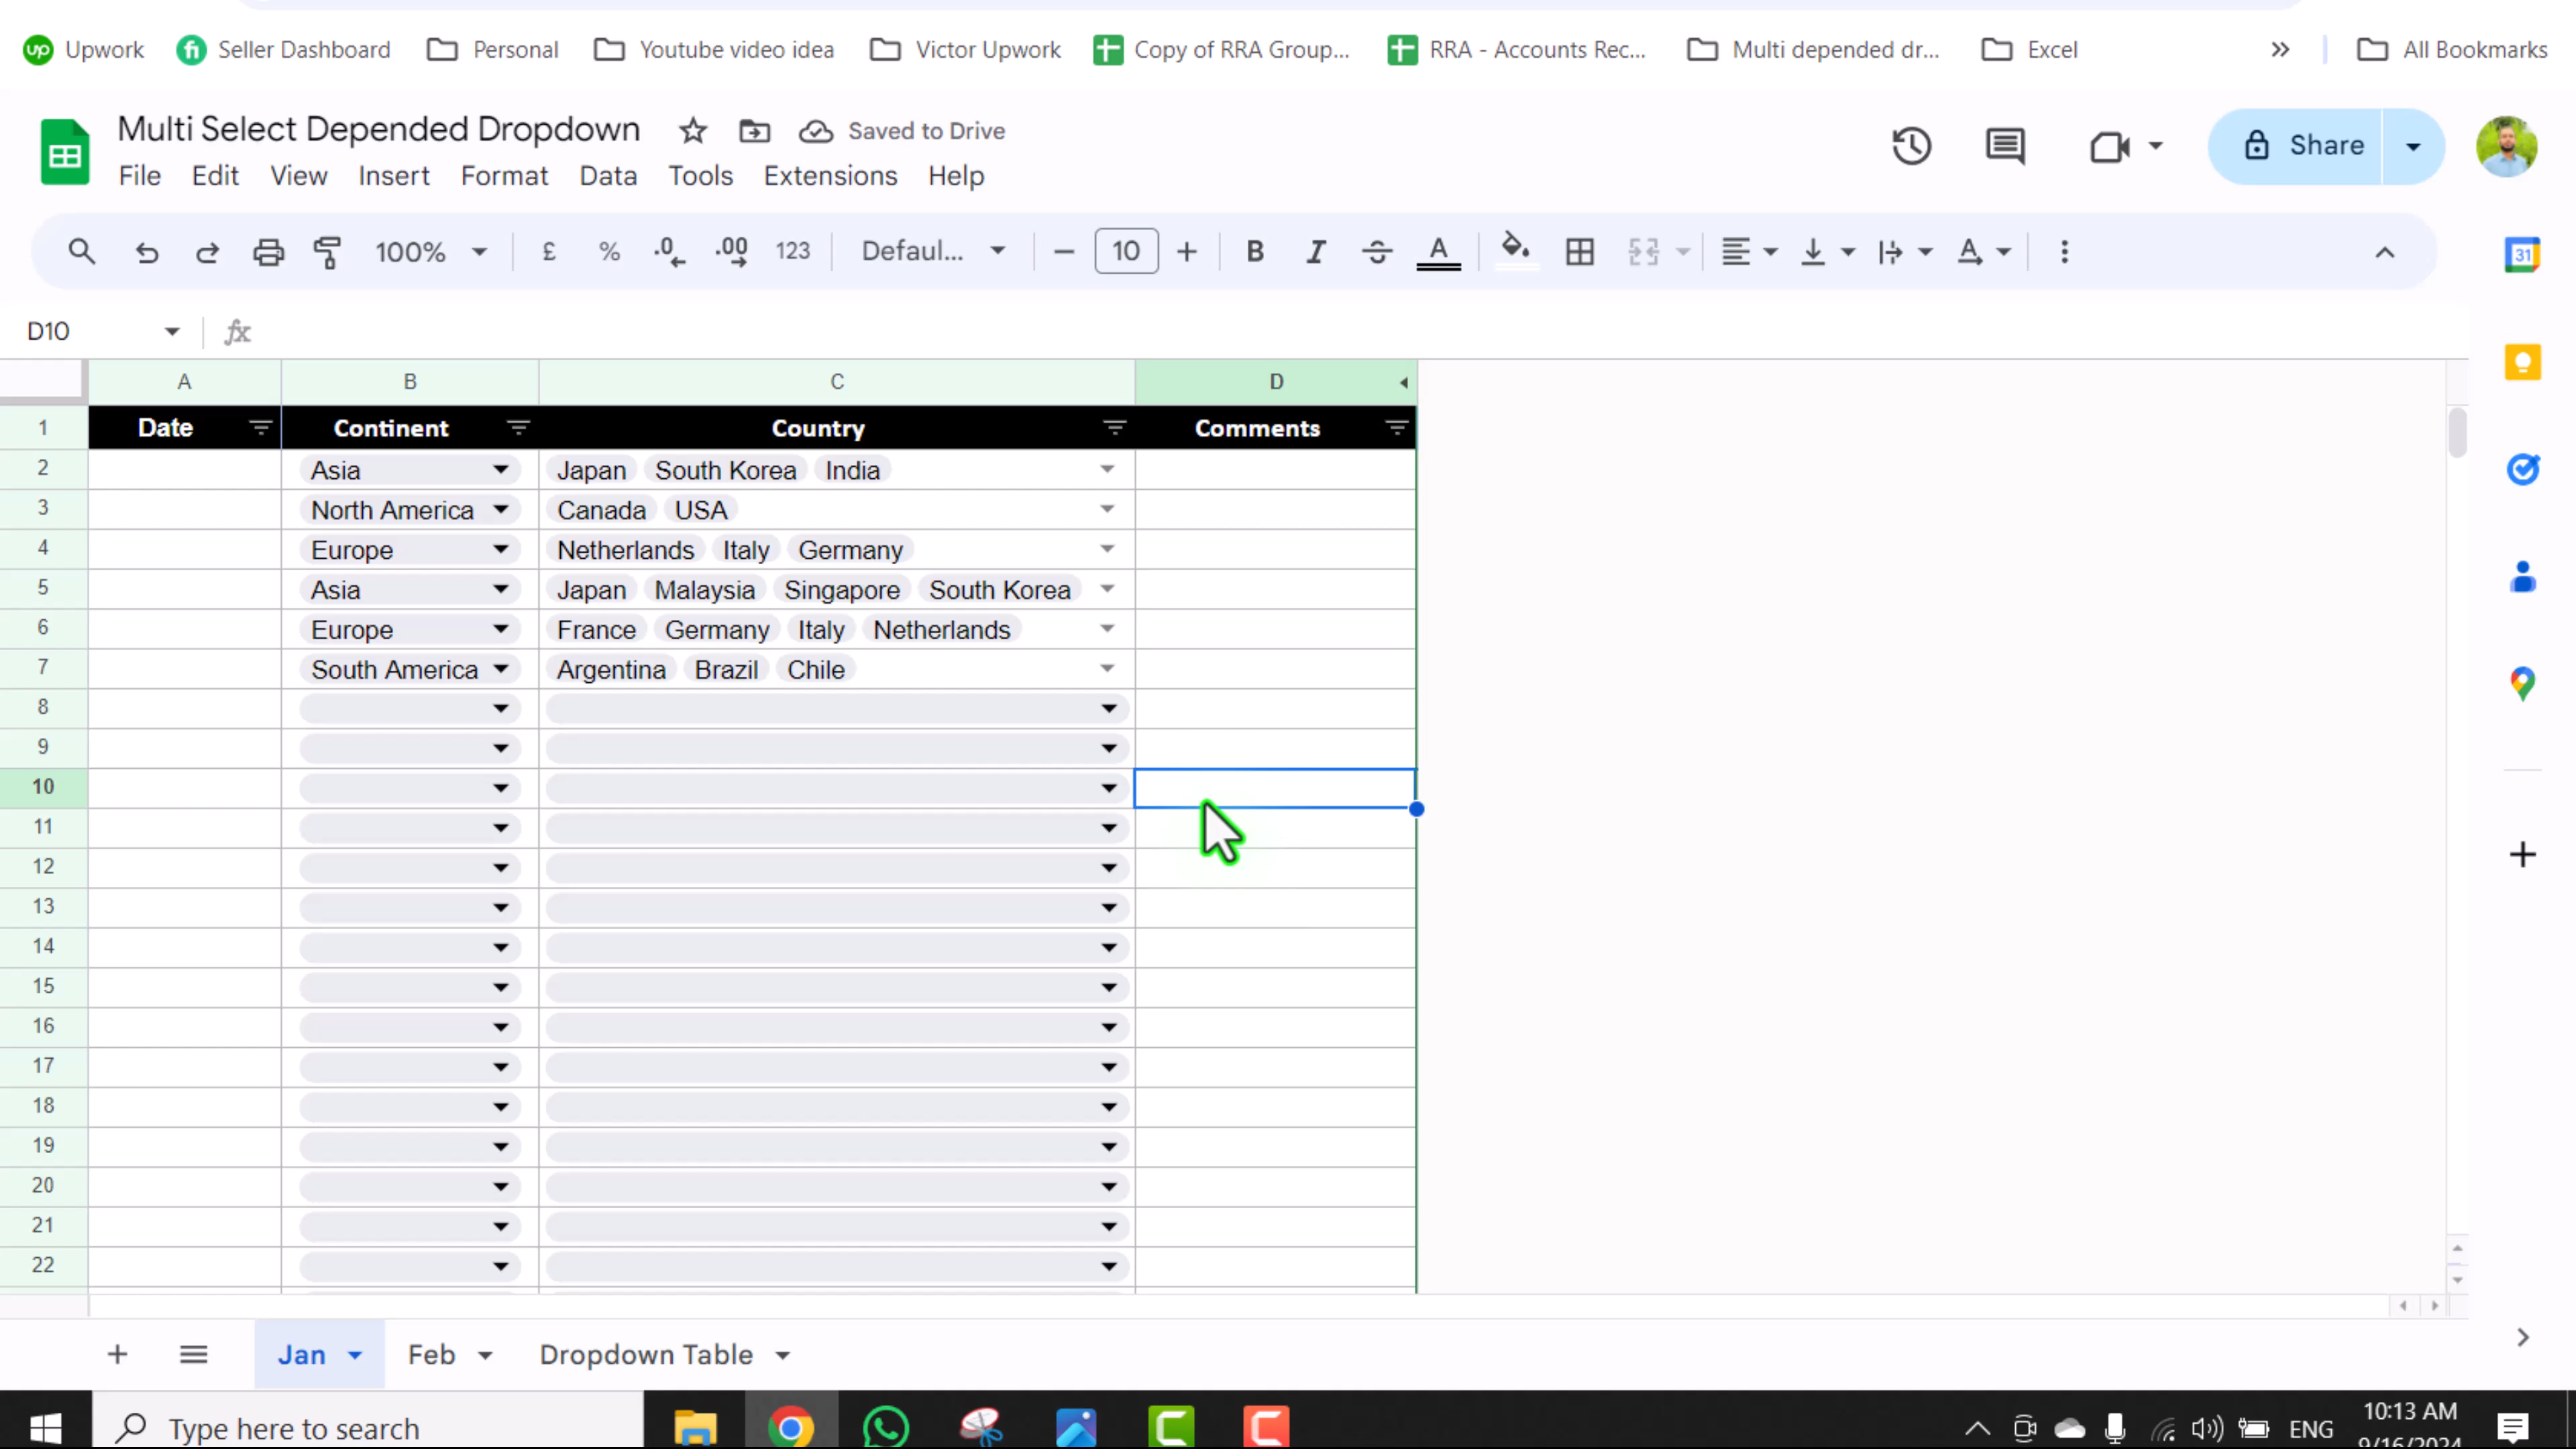 Upwork Seller Dashboard Personal Youtube video idea Victor Upwork Copy of RRA Group... RRA - Accounts Rec... Multi depended dr... Excel All Bookmarks
Multi Select Depended Dropdown Saved to Drive
Share
File Edit View Insert Format Data Tools Extensions Help
100% £ % .0 .00 123 Defaul... 10 B I S A A
31
D10 fx
A B C D
1 Date Continent Country Comments
2 Asia Japan South Korea India
3 North America Canada USA
4 Europe Netherlands Italy Germany
5 Asia Japan Malaysia Singapore South Korea
6 Europe France Germany Italy Netherlands
7 South America Argentina Brazil Chile
8
9
10
11
12
13
14
15
16
17
18
19
20
21
22
Jan Feb Dropdown Table
Type here to search
ENG
10:13 AM
9/16/2024